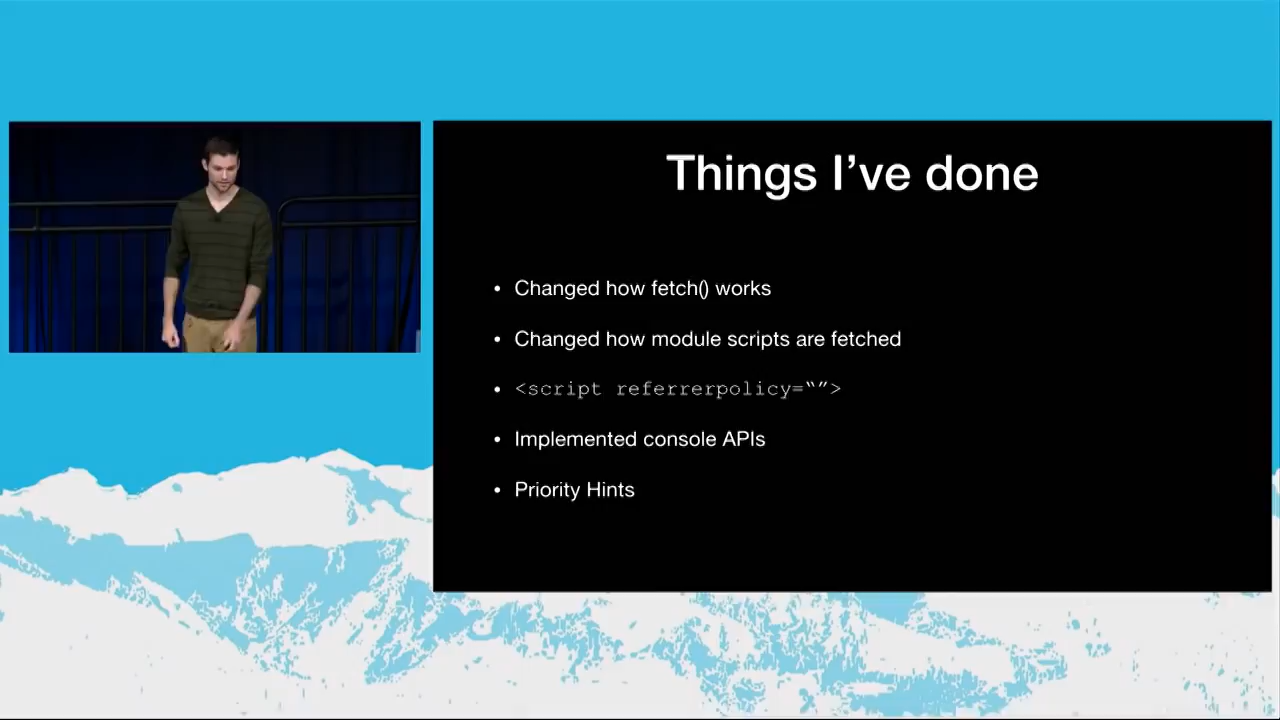 Things I’ve done
• Changed how fetch() works
• Changed how module scripts are fetched
• <script referrerpolicy=“”>
• Implemented console APIs
• Priority Hints